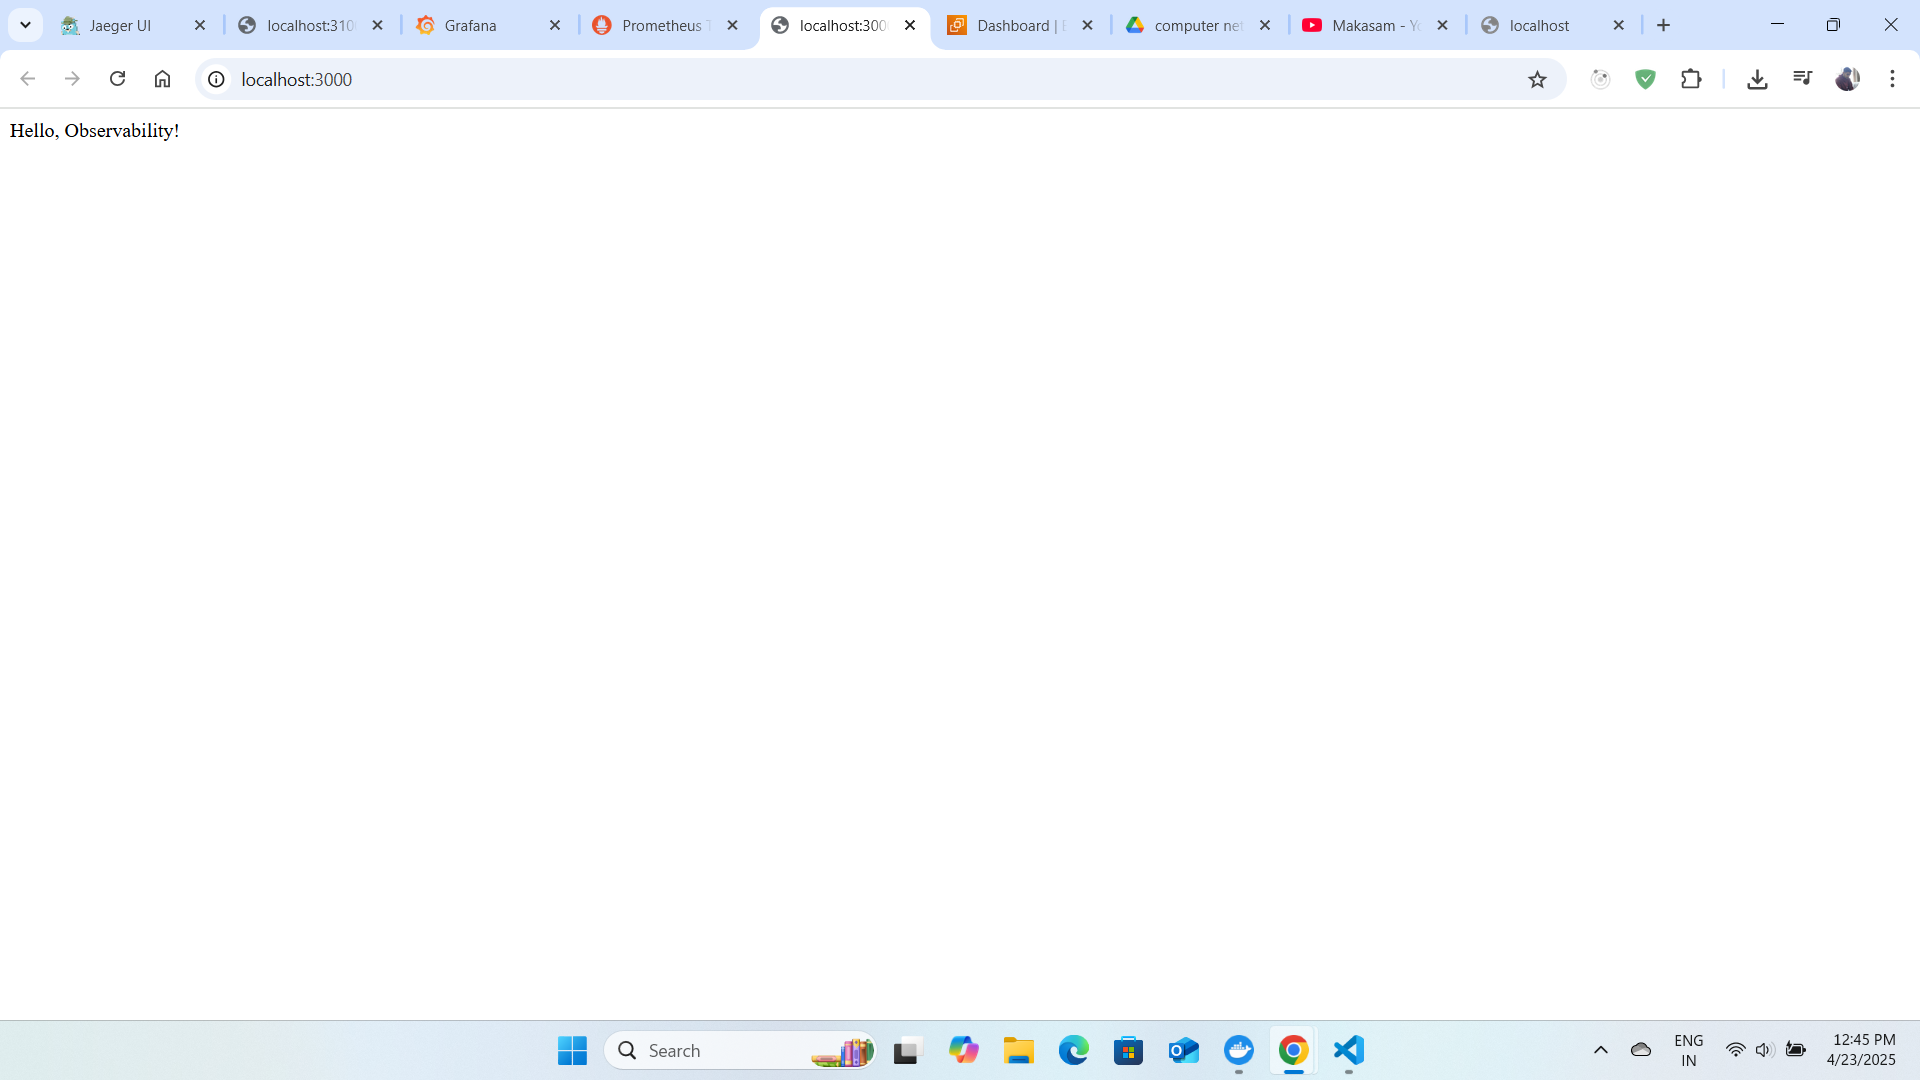 Jaeger UI
localhost:310
Grafana
Prometheus T
localhost:300
Dashboard | E
computer net
Makasam - Yo
localhost
localhost:3000
Hello, Observability!
Search
ENG
IN
12:45 PM
4/23/2025